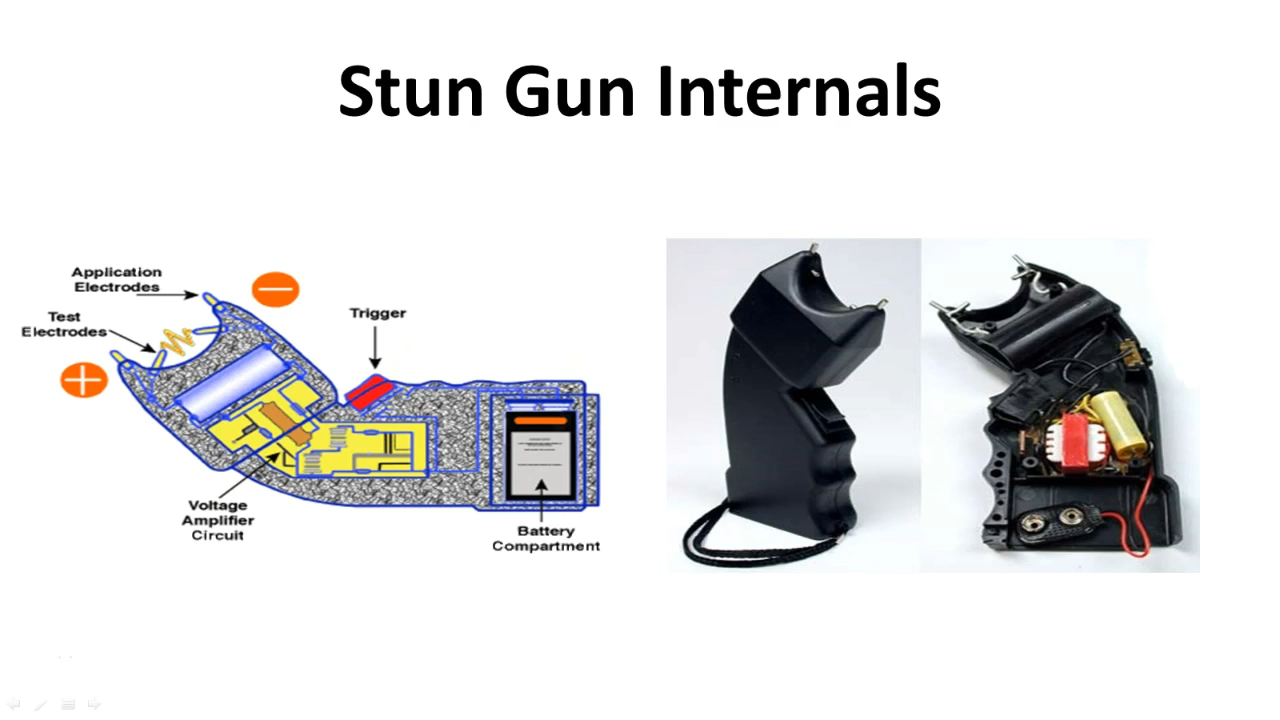 Stun Gun Internals
Application
Electrodes
Test
Electrodes
Trigger
Voltage
Amplifier
Circuit
Battery
Compartment